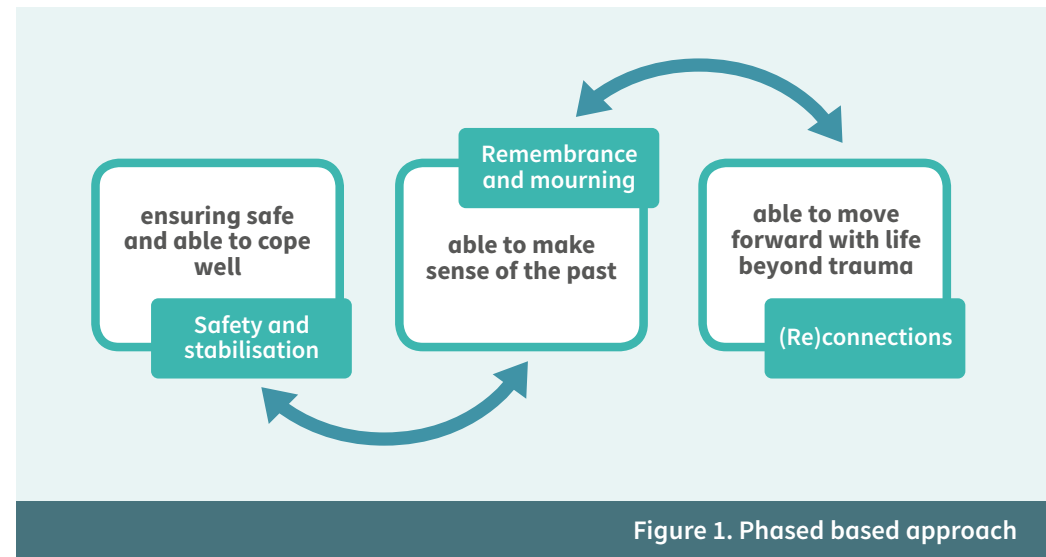 ensuring safe
and able to cope
well
Safety and
stabilisation
Remembrance
and mourning
able to make
sense of the past
able to move
forward with life
beyond trauma
(Re)connections
Figure 1. Phased based approach